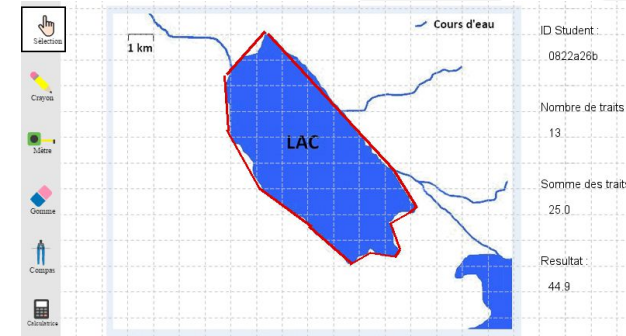 Sélection
Crayon
Mètre
Gomme
Compas
Calculatrice
1 km
Cours d'eau
LAC
ID Student :
0822a26b
Nombre de traits
13
Somme des traits
25.0
Resultat :
44.9